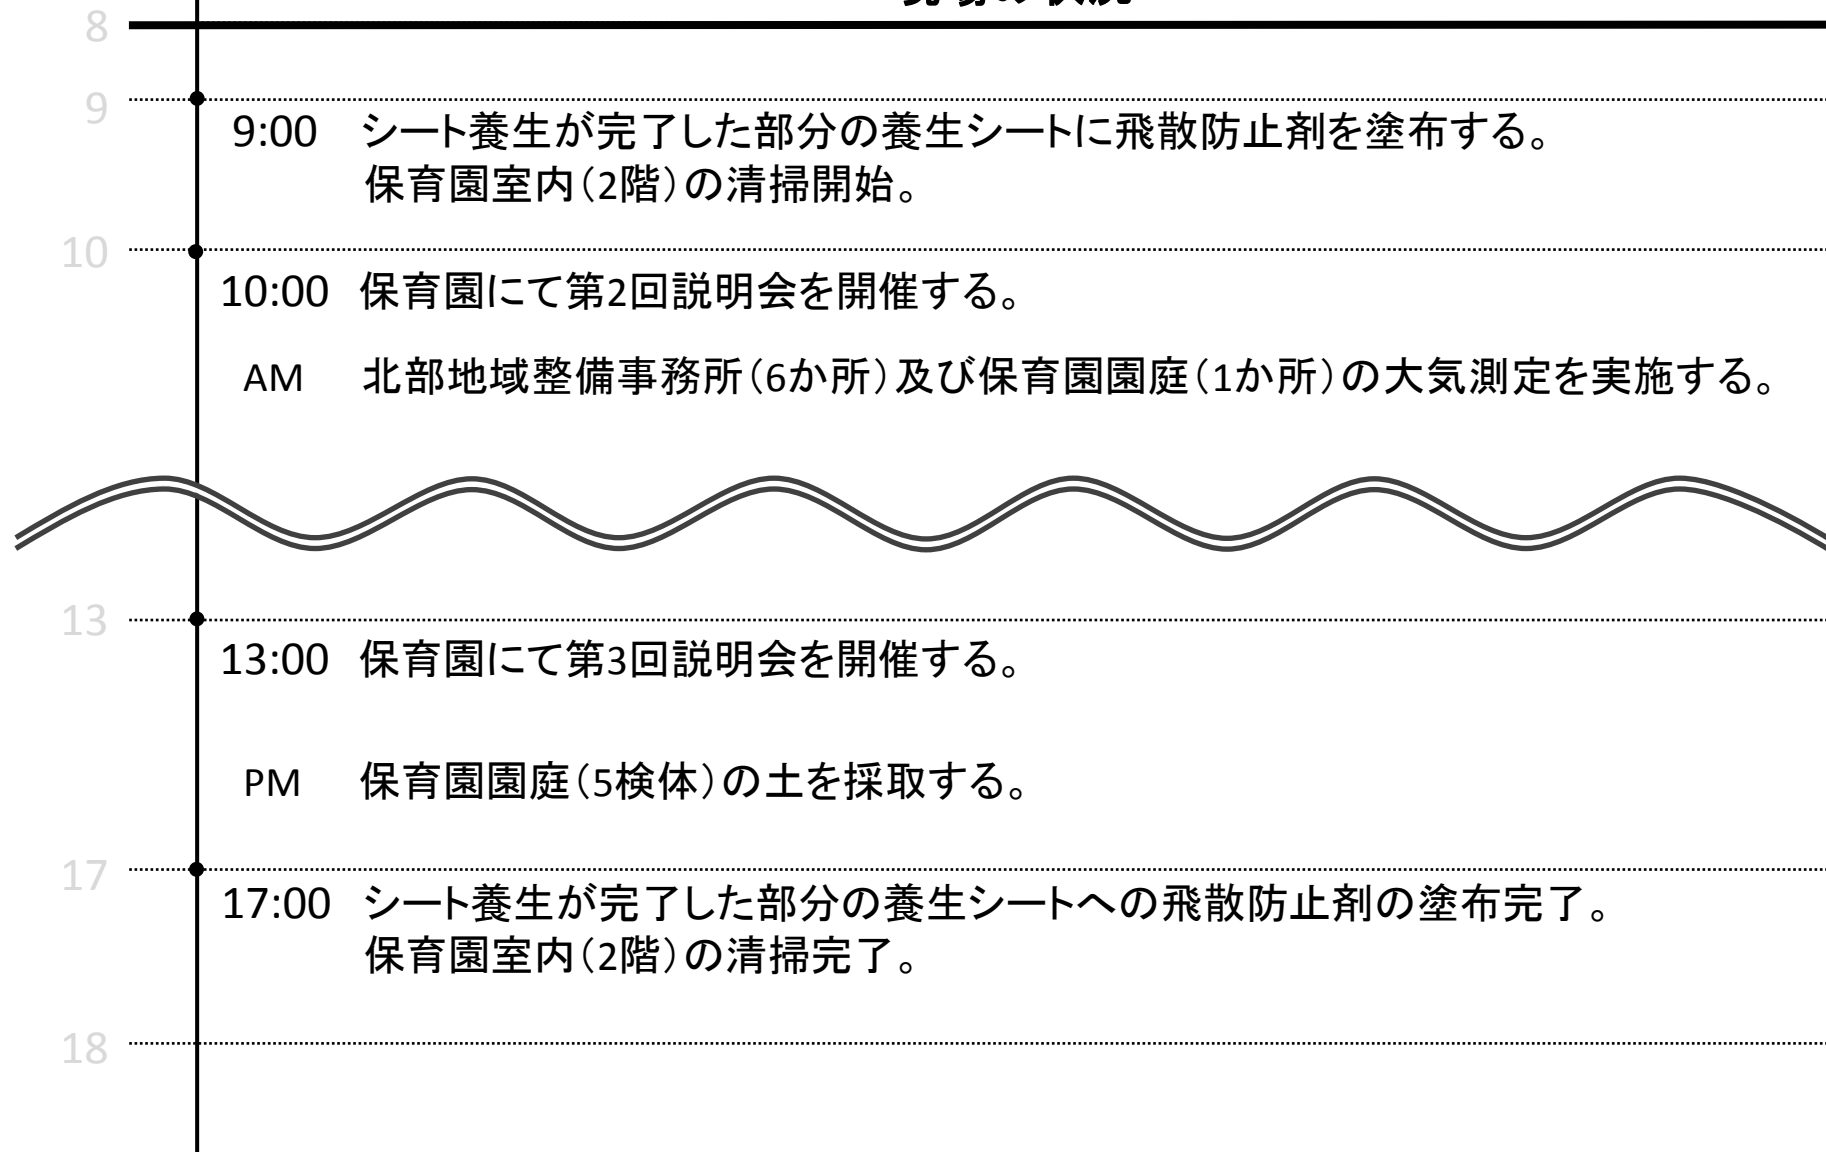 8
9
9:00 シート養生が完了した部分の養生シートに飛散防止剤を塗布する。
保育園室内（2階）の清掃開始。
10
10:00 保育園にて第2回説明会を開催する。
AM 北部地域整備事務所（6か所）及び保育園園庭（1か所）の大気測定を実施する。
13
13:00 保育園にて第3回説明会を開催する。
PM 保育園園庭（5検体）の土を採取する。
17
17:00 シート養生が完了した部分の養生シートへの飛散防止剤の塗布完了。
保育園室内（2階）の清掃完了。
18